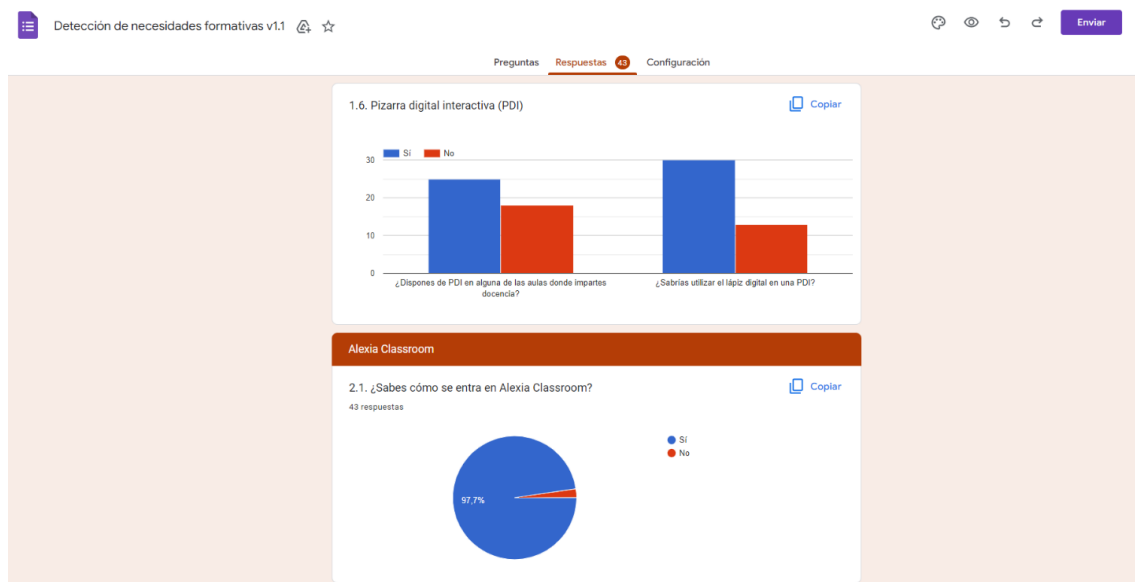 Detección de necesidades formativas v1.1
Enviar
Preguntas Respuestas 43 Configuración
1.6. Pizarra digital interactiva (PDI)
Copiar
Sí No
30
20
10
0
¿Dispones de PDI en alguna de las aulas donde impartes
docencia?
¿Sabrías utilizar el lápiz digital en una PDI?
Alexia Classroom
2.1. ¿Sabes cómo se entra en Alexia Classroom?
Copiar
43 respuestas
Sí
No
97,7%